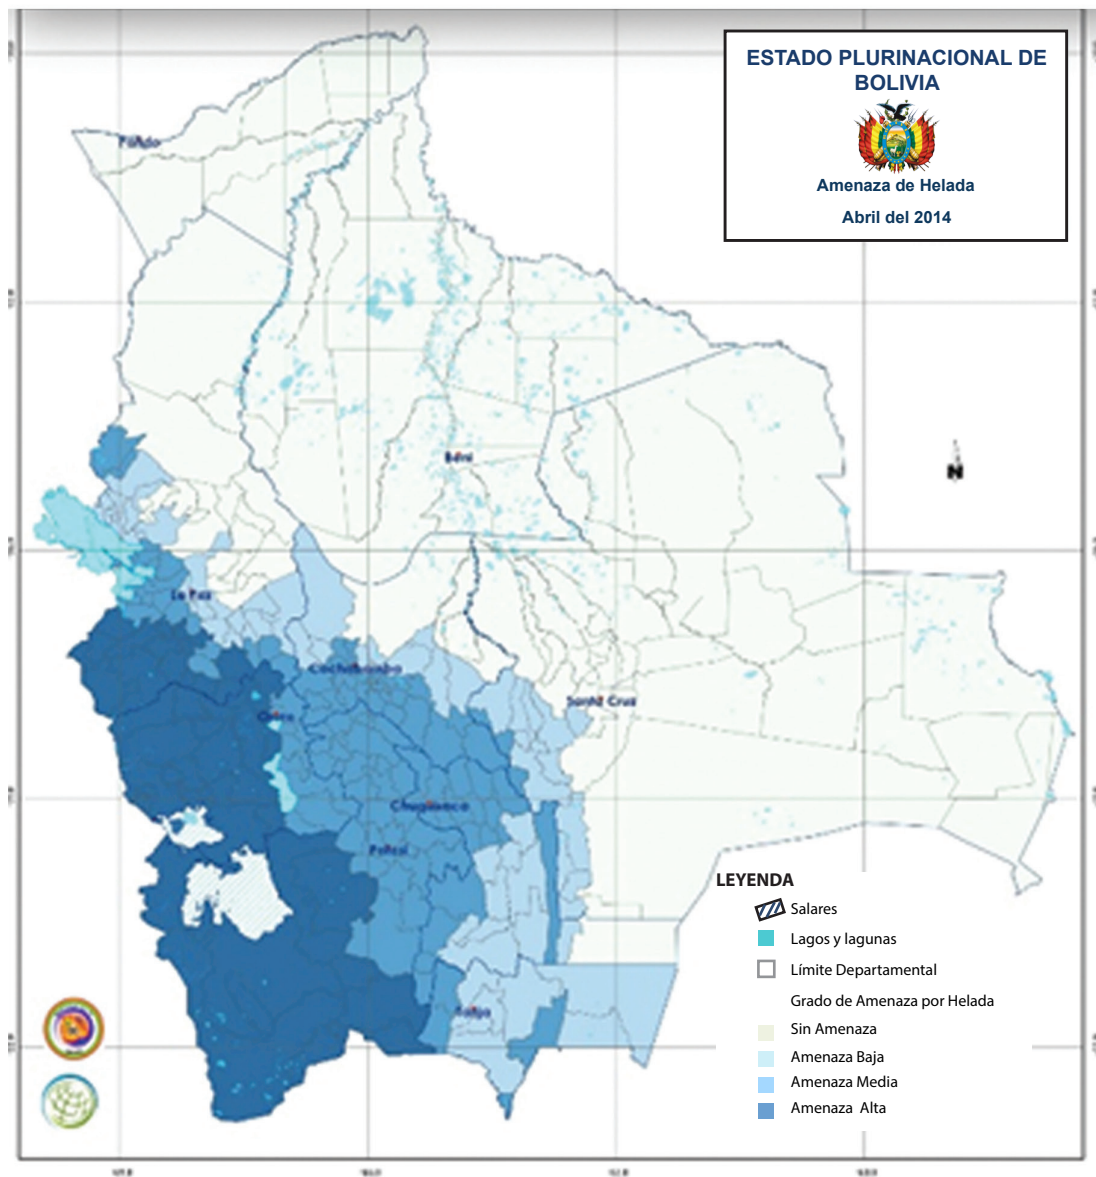 ESTADO PLURINACIONAL DE
BOLIVIA
Amenaza de Helada
Abril del 2014
Pando
Beni
N
La Paz
Cochabamba
Santa Cruz
Oruro
Chuquisaca
Potosí
Tarija
LEYENDA
Salares
Lagos y lagunas
Límite Departamental
Grado de Amenaza por Helada
Sin Amenaza
Amenaza Baja
Amenaza Media
Amenaza Alta